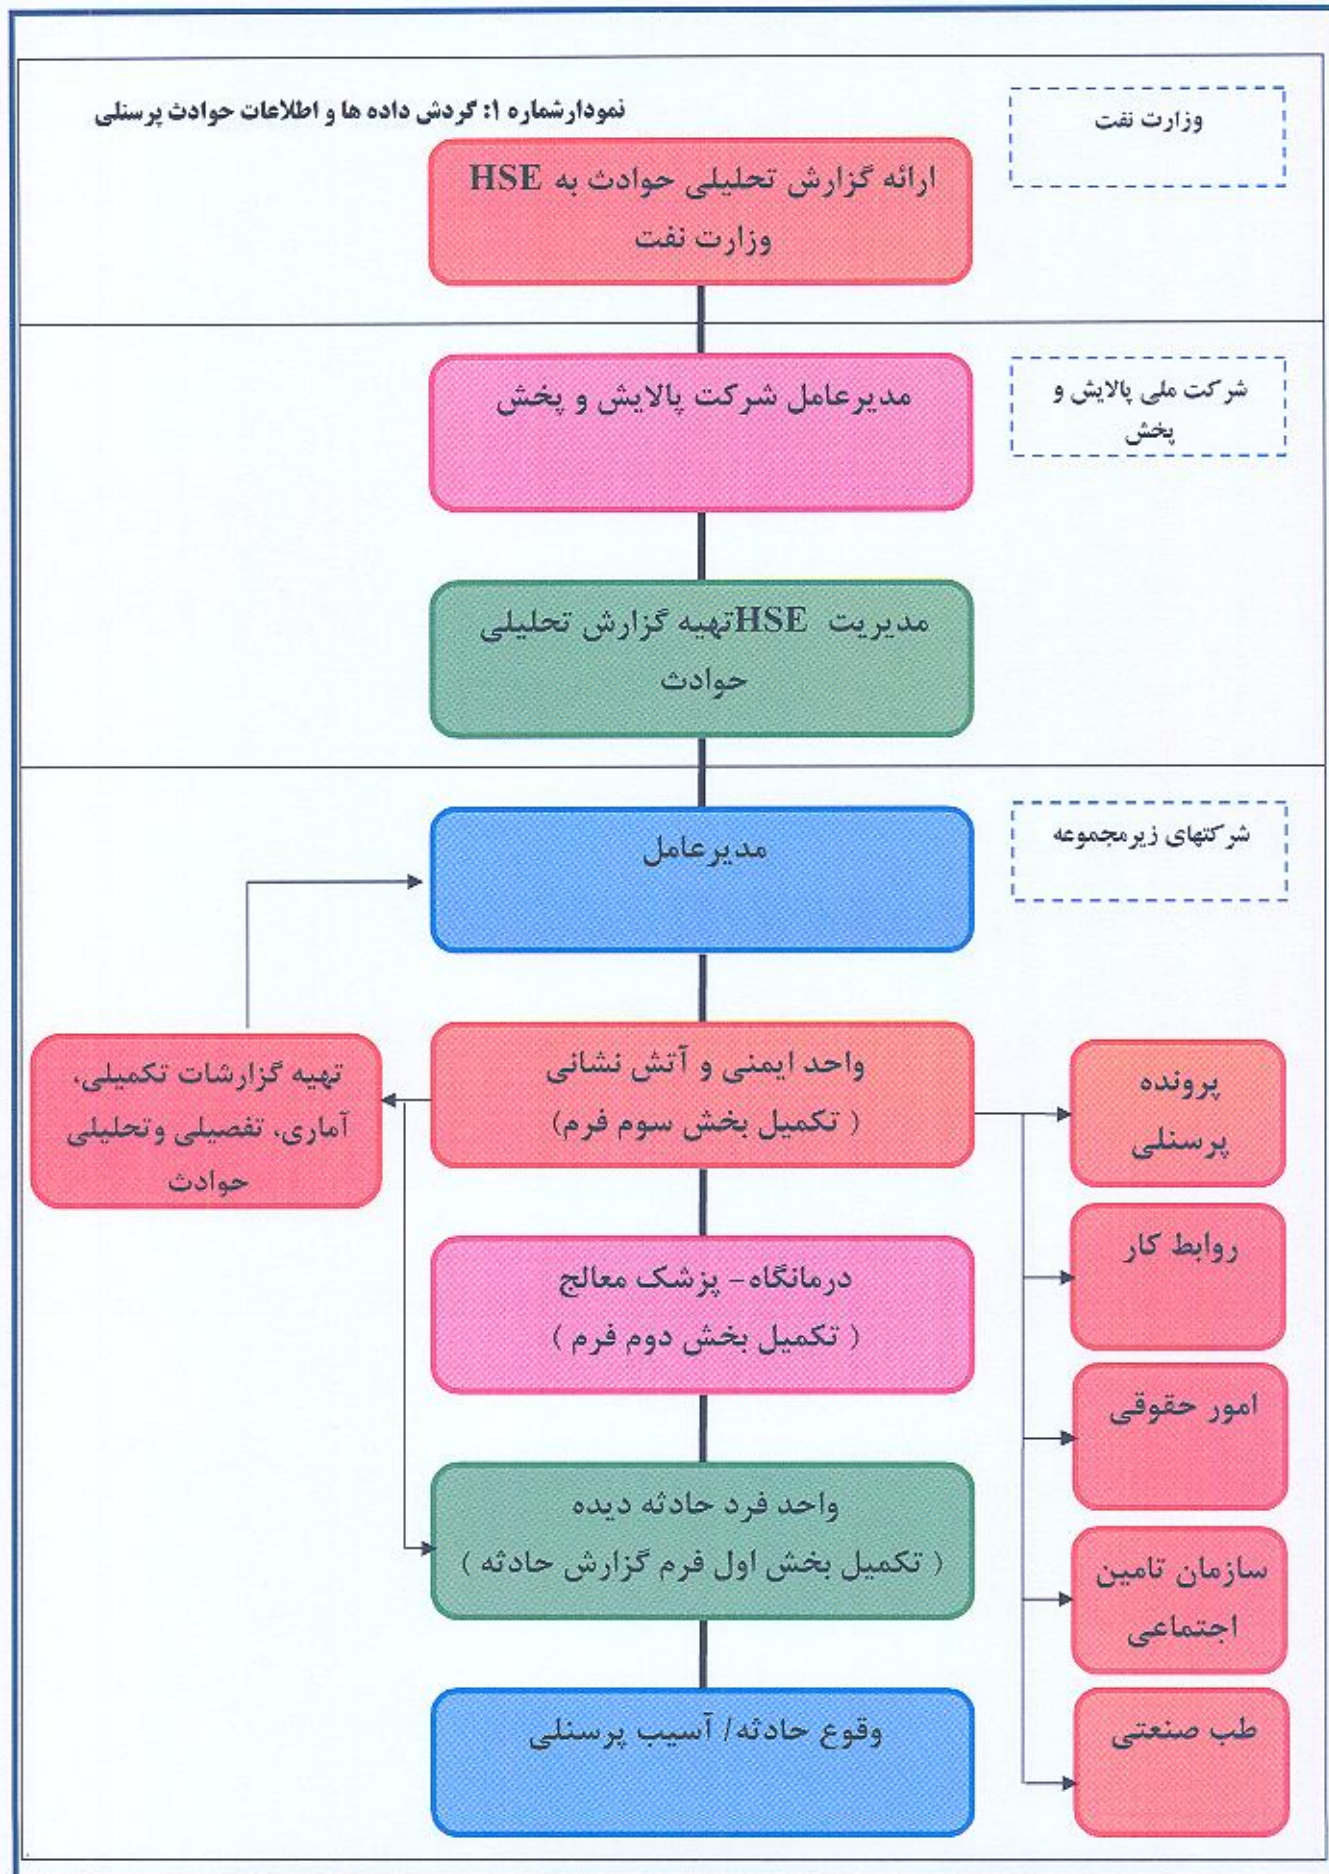 نمودارشماره ۱: گردش داده ها و اطلاعات حوادث پرسنلی
وزارت نفت
ارائه گزارش تحلیلی حوادث به HSE
وزارت نفت
شرکت ملی پالایش و
پخش
مدیرعامل شرکت پالایش و پخش
مدیریت HSEتهیه گزارش تحلیلی
حوادث
شرکتهای زیرمجموعه
مدیرعامل
واحد ایمنی و آتش نشانی
( تکمیل بخش سوم فرم)
پرونده
پرسنلی
تهیه گزارشات تکمیلی،
آماری، تفصیلی وتحلیلی
حوادث
روابط کار
درمانگاه- پزشک معالج
( تکمیل بخش دوم فرم )
امور حقوقی
واحد فرد حادثه دیده
( تکمیل بخش اول فرم گزارش حادثه )
سازمان تامین
اجتماعی
وقوع حادثه/ آسیب پرسنلی
طب صنعتی